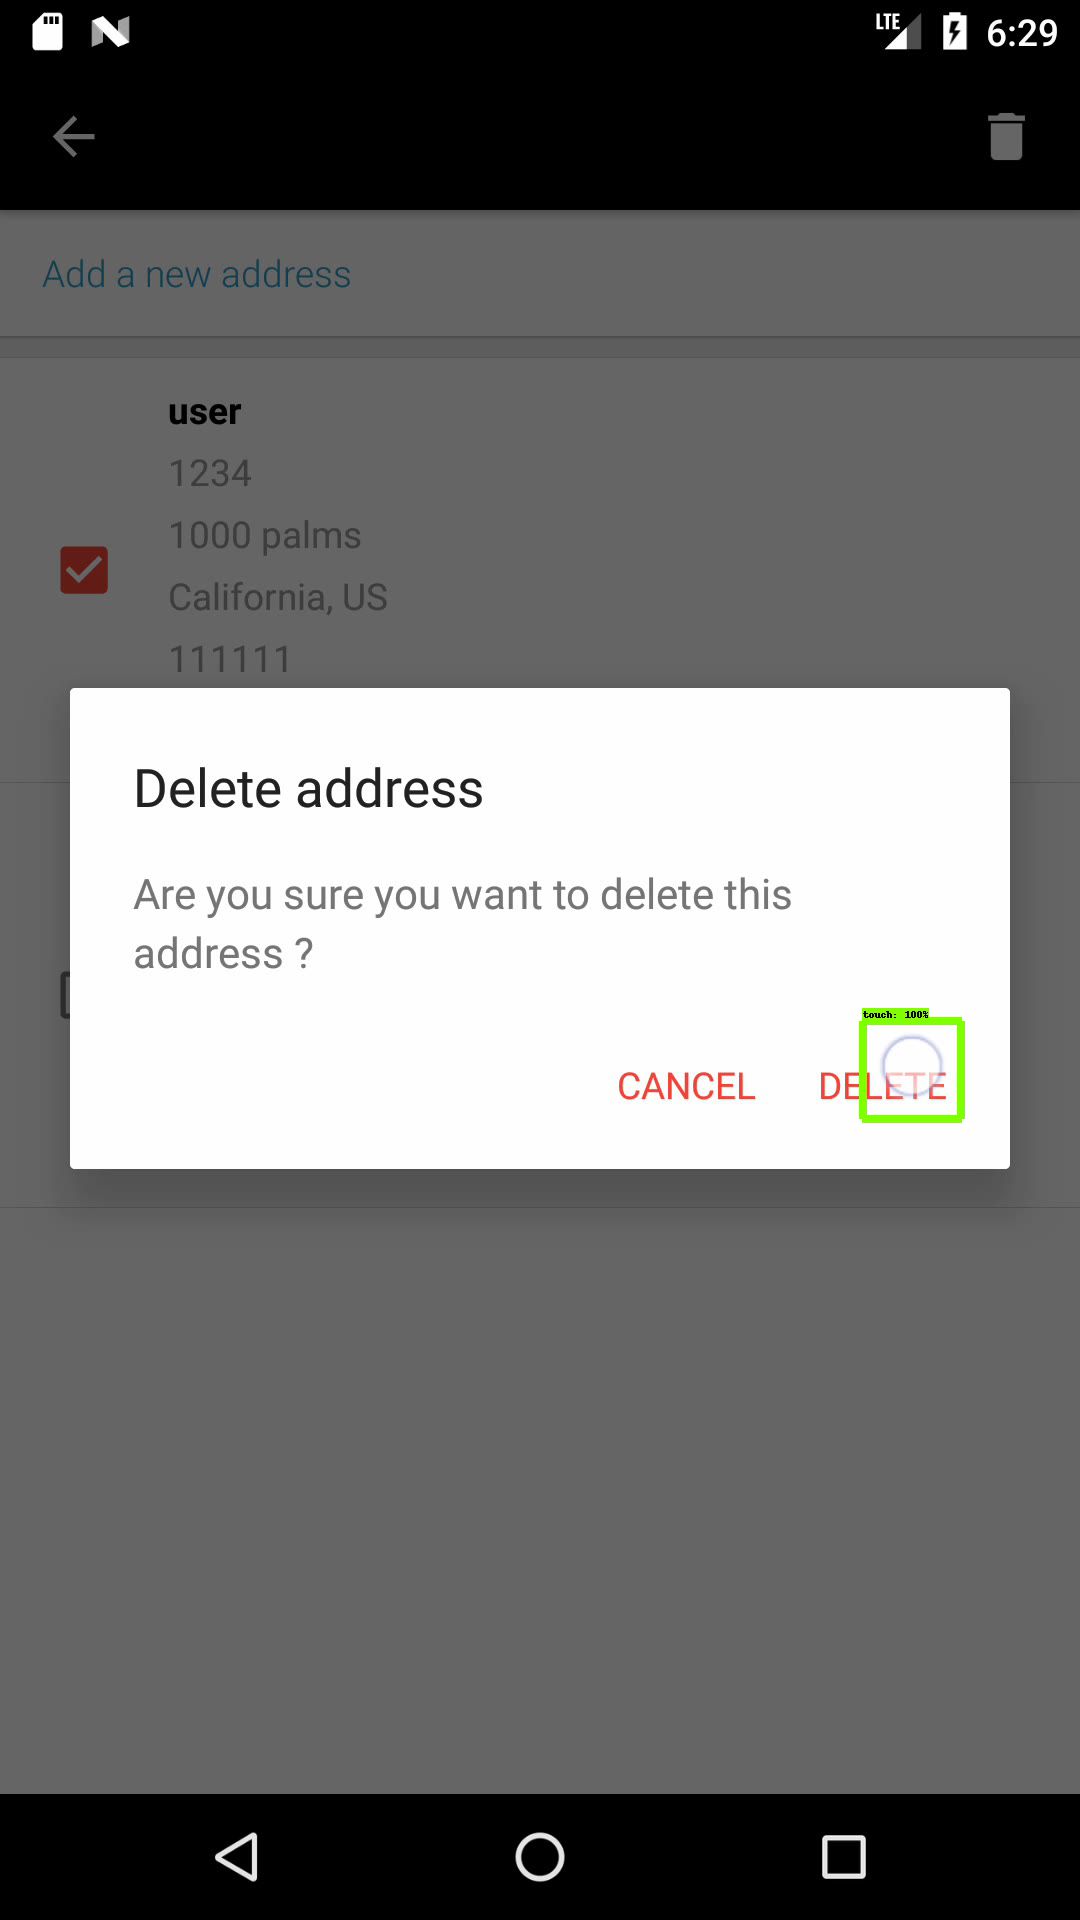 LTE
6:29
Add a new address
user
1234
1000 palms
California, US
111111
Delete address
Are you sure you want to delete this
address ?
touch: 100%
CANCEL
DELETE